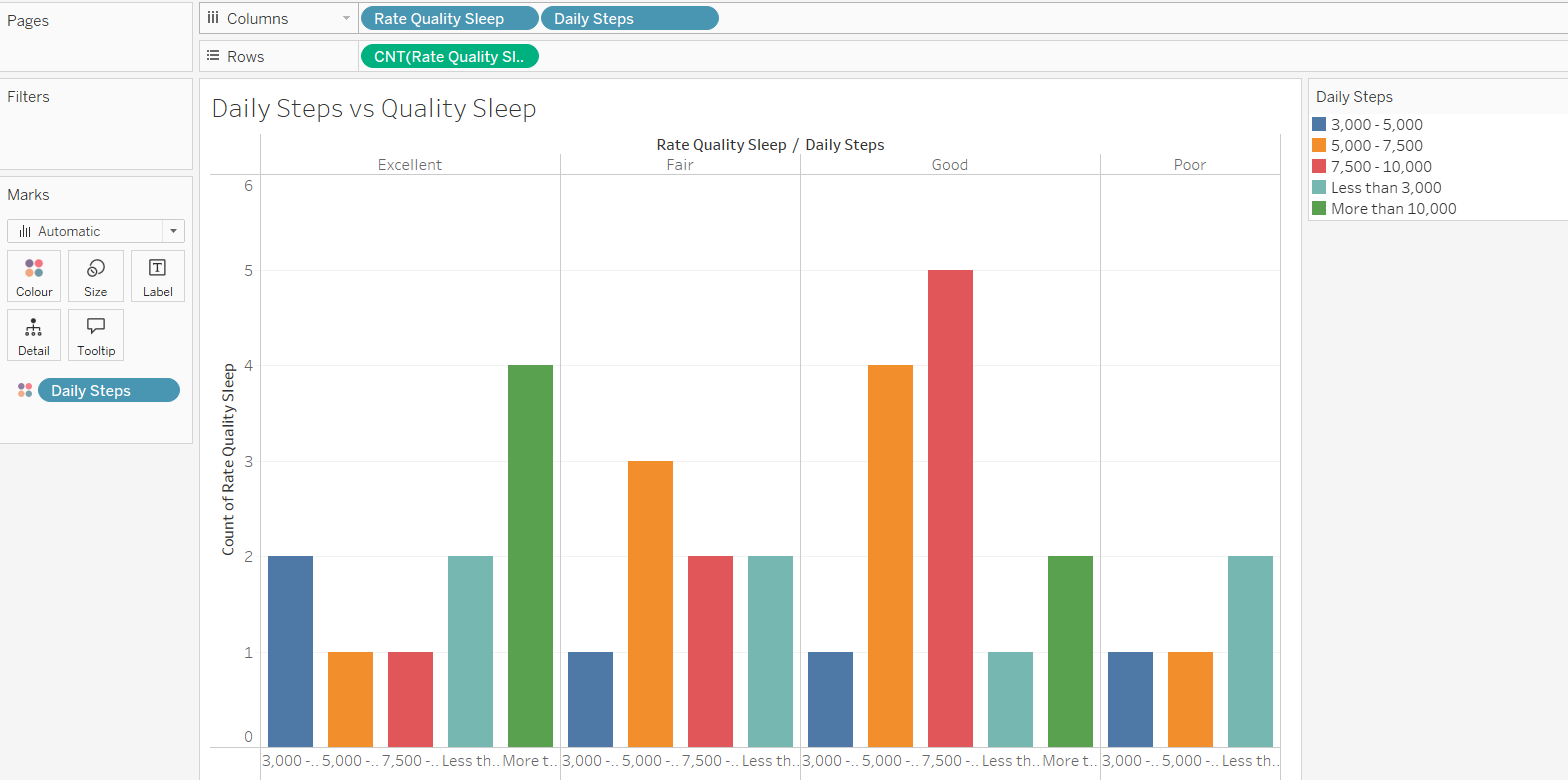 Pages
Columns
Rate Quality Sleep
Daily Steps
Rows
CNT(Rate Quality Sl..
Filters
Marks
Automatic
Colour
Size
Label
Detail
Tooltip
Daily Steps
Daily Steps vs Quality Sleep
Rate Quality Sleep / Daily Steps
Excellent
Fair
Good
Poor
Count of Rate Quality Sleep
6
5
4
3
2
1
0
3,000 -.. 5,000 -.. 7,500 -.. Less th.. More t.. 3,000 -.. 5,000 -.. 7,500 -.. Less th.. 3,000 -.. 5,000 -.. 7,500 -.. Less th.. More t.. 3,000 -.. 5,000 -.. Less th..
Daily Steps
3,000 - 5,000
5,000 - 7,500
7,500 - 10,000
Less than 3,000
More than 10,000